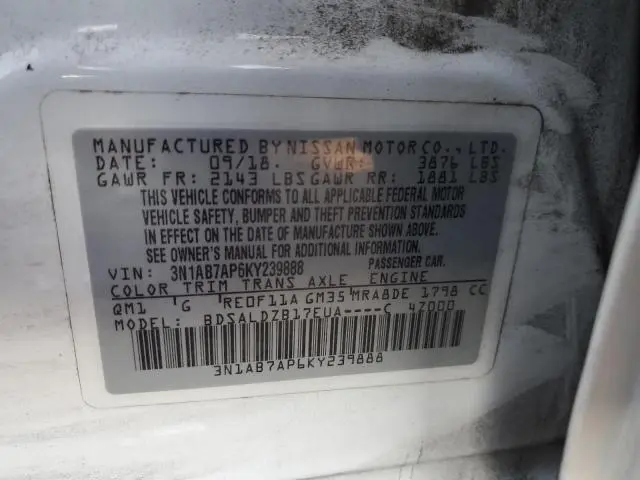 MANUFACTURED BY NISSAN MOTOR CO., LTD.
DATE: 09/18. GVWR: 3876 LBS
GAWR FR: 2143 LBS GAWR RR: 1881 LBS
THIS VEHICLE CONFORMS TO ALL APPLICABLE FEDERAL MOTOR
VEHICLE SAFETY, BUMPER AND THEFT PREVENTION STANDARDS
IN EFFECT ON THE DATE OF MANUFACTURE SHOWN ABOVE.
SEE OWNER'S MANUAL FOR ADDITIONAL INFORMATION.
VIN: 3N1AB7AP6KY239888 PASSENGER CAR.
COLOR TRIM TRANS AXLE ENGINE
QM1 'G 'RE0F11A GM35'MRA8DE 1798 CC
MODEL: BDSALDZB17EUA----C 47000
3N1AB7AP6KY239888